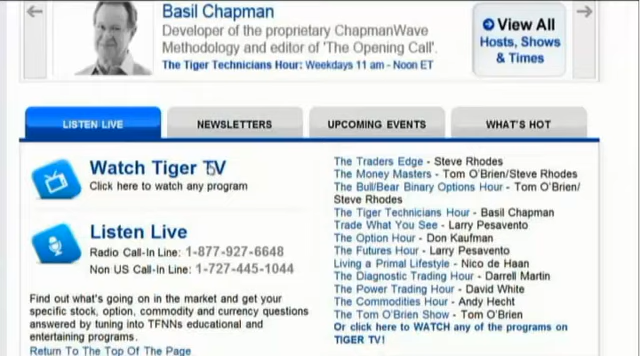 Basil Chapman
Developer of the proprietary ChapmanWave
Methodology and editor of 'The Opening Call'.
The Tiger Technicians Hour: Weekdays 11 am - Noon ET
View All
Hosts, Shows
& Times
LISTEN LIVE
NEWSLETTERS
UPCOMING EVENTS
WHAT'S HOT
Watch Tiger TV
Click here to watch any program
Listen Live
Radio Call-In Line: 1-877-927-6648
Non US Call-In Line: 1-727-445-1044
Find out what's going on in the market and get your
specific stock, option, commodity and currency questions
answered by tuning into TFNNs educational and
entertaining programs.
Return To The Top Of The Page
The Traders Edge - Steve Rhodes
The Money Masters - Tom O'Brien/Steve Rhodes
The Bull/Bear Binary Options Hour - Tom O'Brien/
Steve Rhodes
The Tiger Technicians Hour - Basil Chapman
Trade What You See - Larry Pesavento
The Option Hour - Don Kaufman
The Futures Hour - Larry Pesavento
Living a Primal Lifestyle - Nico de Haan
The Diagnostic Trading Hour - Darrell Martin
The Power Trading Hour - David White
The Commodities Hour - Andy Hecht
The Tom O'Brien Show - Tom O'Brien
Or click here to WATCH any of the programs on
TIGER TV!